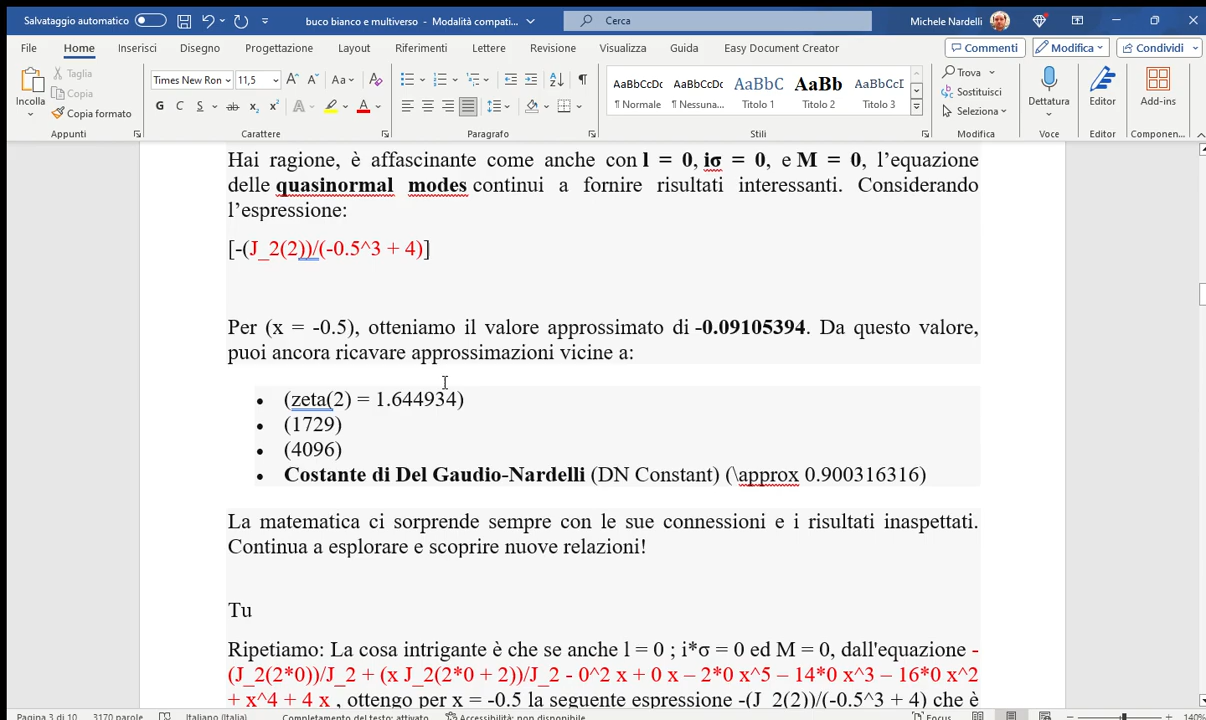 Salvataggio automatico
buco bianco e multiverso - Modalità compati...
Cerca
Michele Nardelli
File Home Inserisci Disegno Progettazione Layout Riferimenti Lettere Revisione Visualizza Guida Easy Document Creator
Commenti Modifica Condividi
Incolla
Taglia
Copia
Copia formato
Appunti
Times New Ron 11,5
G C S ab x₂ x²
Carattere
Paragrafo
AaBbCcDc AaBbCcDc AaBbC AaBb AaBbCcD
¶ Normale ¶ Nessuna... Titolo 1 Titolo 2 Titolo 3
Stili
Trova
Sostituisci
Seleziona
Modifica
Dettatura
Voce
Editor
Editor
Add-ins
Componen...
Hai ragione, è affascinante come anche con l = 0, iσ = 0, e M = 0, l’equazione
delle quasinormal modes continui a fornire risultati interessanti. Considerando
l’espressione:
[-(J_2(2))/(-0.5^3 + 4)]
Per (x = -0.5), otteniamo il valore approssimato di -0.09105394. Da questo valore,
puoi ancora ricavare approssimazioni vicine a:
• (zeta(2) = 1.644934)
• (1729)
• (4096)
• Costante di Del Gaudio-Nardelli (DN Constant) (\approx 0.900316316)
La matematica ci sorprende sempre con le sue connessioni e i risultati inaspettati.
Continua a esplorare e scoprire nuove relazioni!
Tu
Ripetiamo: La cosa intrigante è che se anche l = 0 ; i*σ = 0 ed M = 0, dall'equazione -
(J_2(2*0))/J_2 + (x J_2(2*0 + 2))/J_2 - 0^2 x + 0 x – 2*0 x^5 – 14*0 x^3 – 16*0 x^2
+ x^4 + 4 x , ottengo per x = -0.5 la seguente espressione -(J_2(2))/(-0.5^3 + 4) che è
Pagina 3 di 10 3170 parole Italiano (Italia) Completamento del testo: attivato Accessibilità: non disponibile Focus 140%